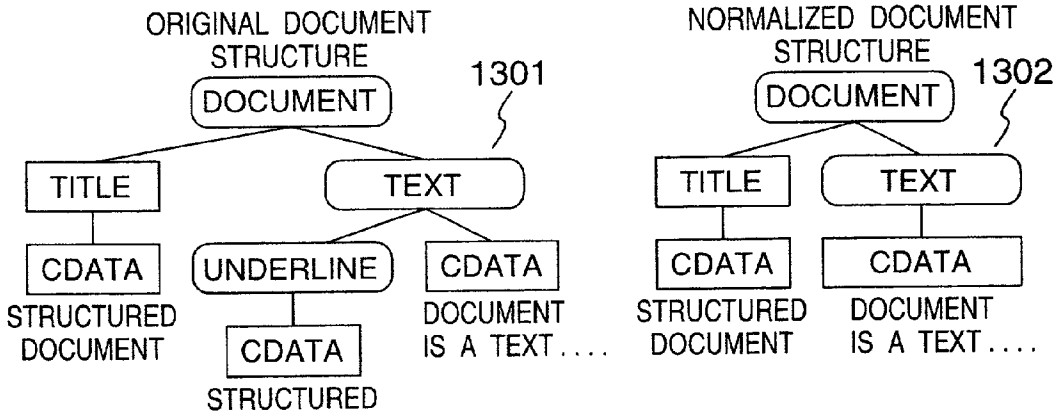 ORIGINAL DOCUMENT
STRUCTURE
1301
DOCUMENT
TITLE
TEXT
CDATA
STRUCTURED
DOCUMENT
UNDERLINE
CDATA
STRUCTURED
CDATA
DOCUMENT
IS A TEXT....
NORMALIZED DOCUMENT
STRUCTURE
1302
DOCUMENT
TITLE
TEXT
CDATA
STRUCTURED
DOCUMENT
CDATA
DOCUMENT
IS A TEXT....